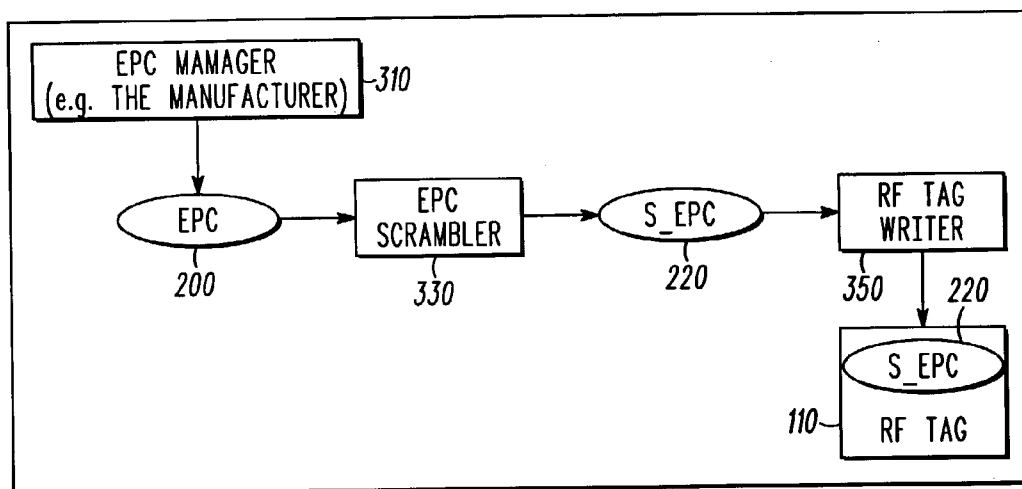 EPC MAMAGER
(e.g. THE MANUFACTURER)
310
EPC
200
EPC
SCRAMBLER
330
S_EPC
220
RF TAG
WRITER
350
220
S_EPC
110
RF TAG